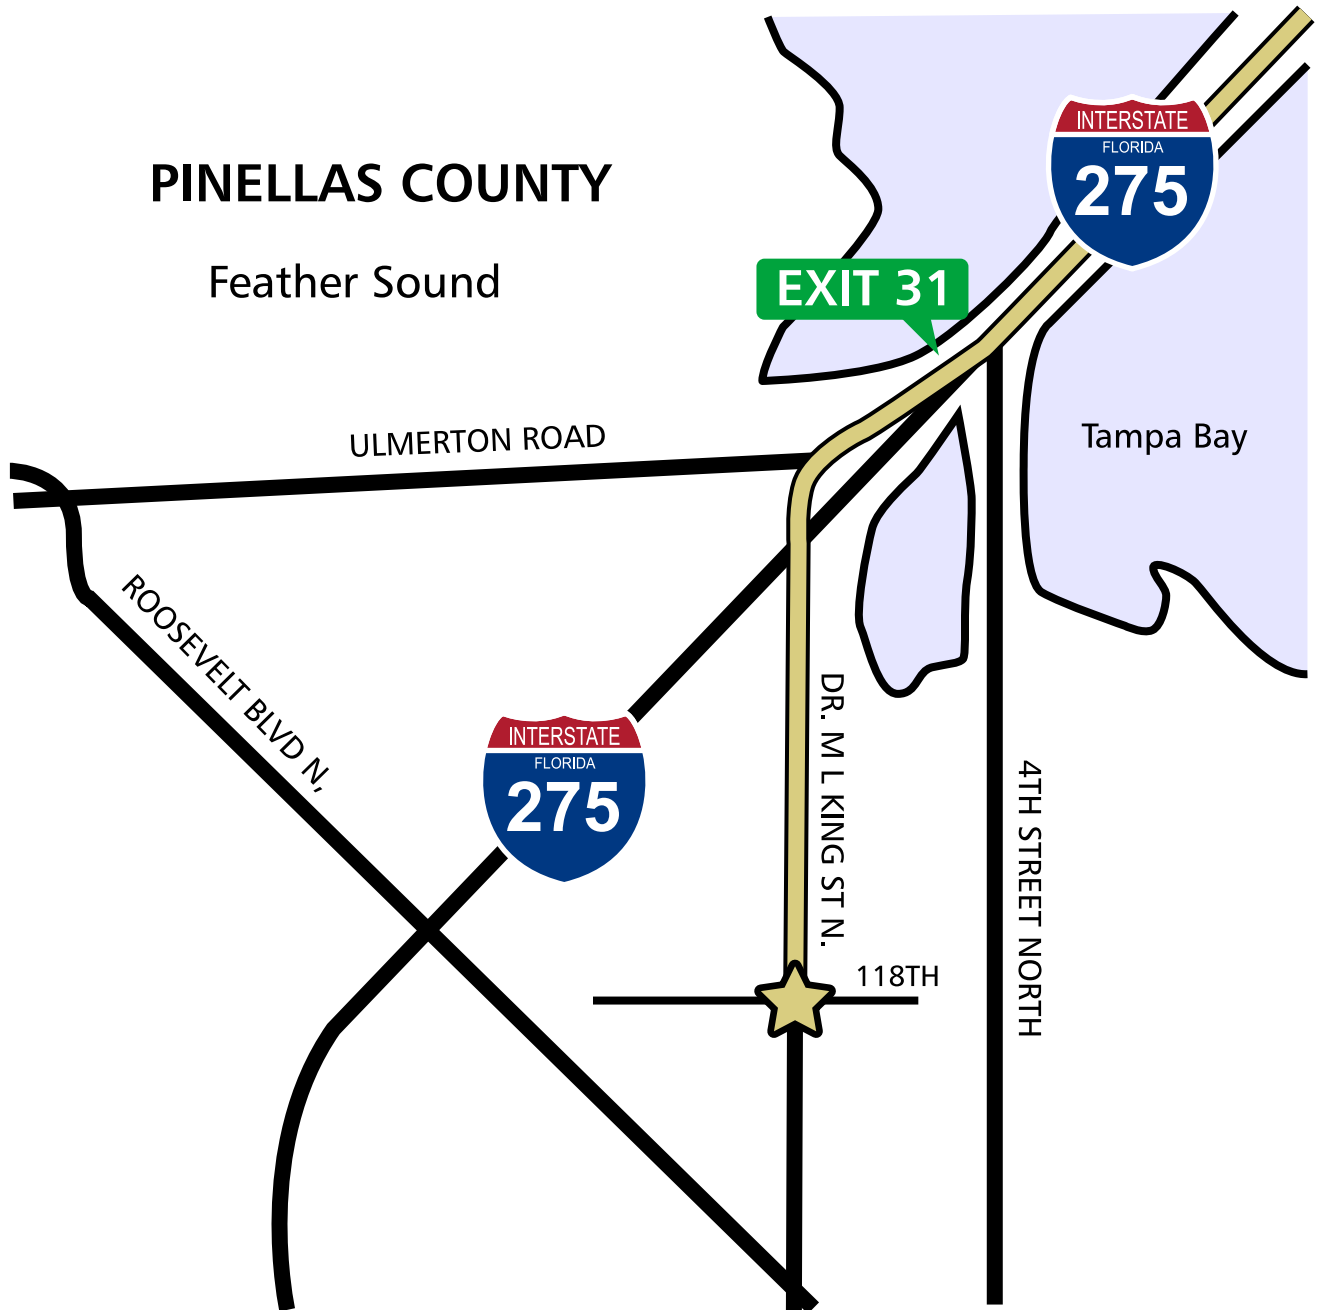 PINELLAS COUNTY
Feather Sound
INTERSTATE
FLORIDA
275
EXIT 31
Tampa Bay
ULMERTON ROAD
ROOSEVELT BLVD N,
INTERSTATE
FLORIDA
275
DR. M L KING ST N.
4TH STREET NORTH
118TH